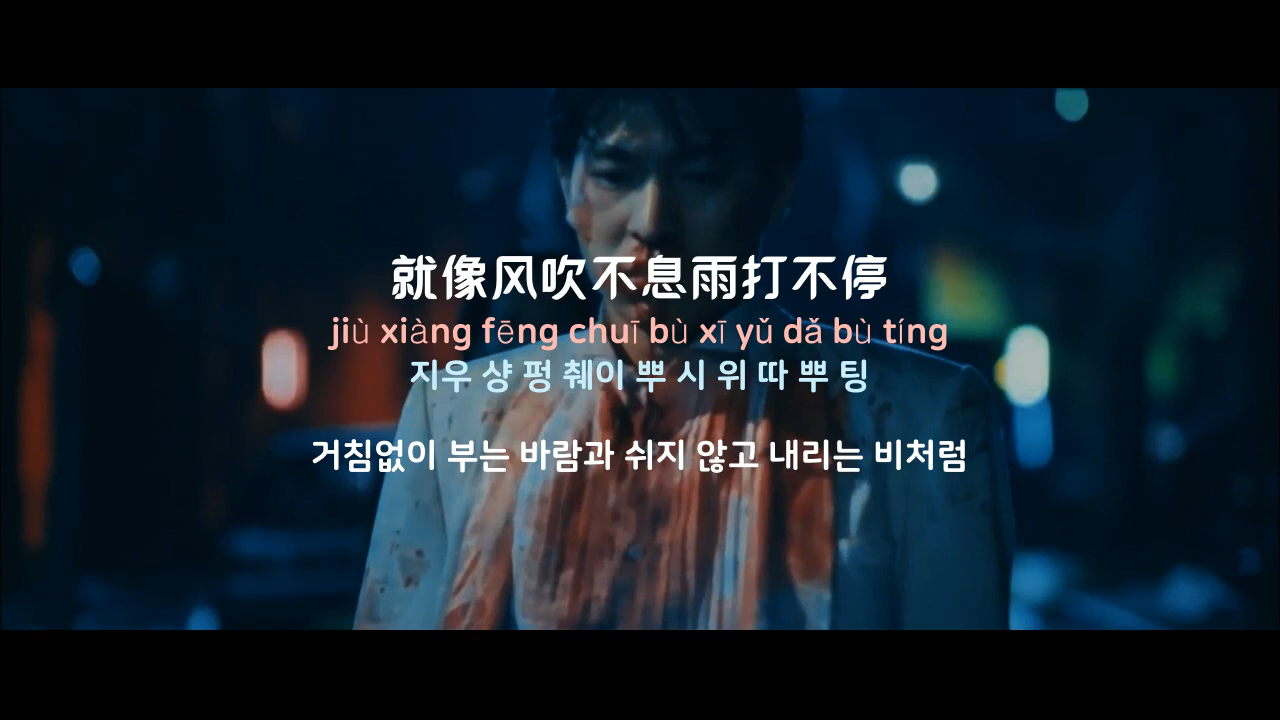 就像风吹不息雨打不停
jiù xiàng fēng chuī bù xī yǔ dǎ bù tíng
지우 샹 펑 췌이 뿌 시 위 따 뿌 팅
거침없이 부는 바람과 쉬지 않고 내리는 비처럼